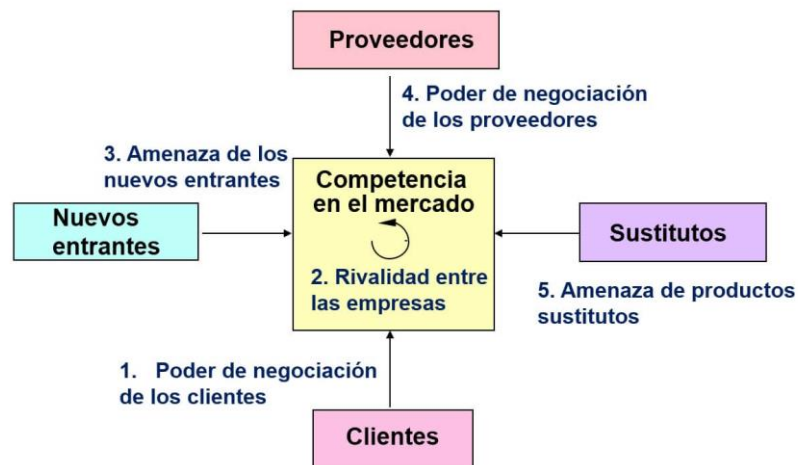 Proveedores
4. Poder de negociación
de los proveedores
3. Amenaza de los
nuevos entrantes
Competencia
en el mercado
Nuevos
entrantes
Sustitutos
2. Rivalidad entre
las empresas
5. Amenaza de productos
sustitutos
1. Poder de negociación
de los clientes
Clientes